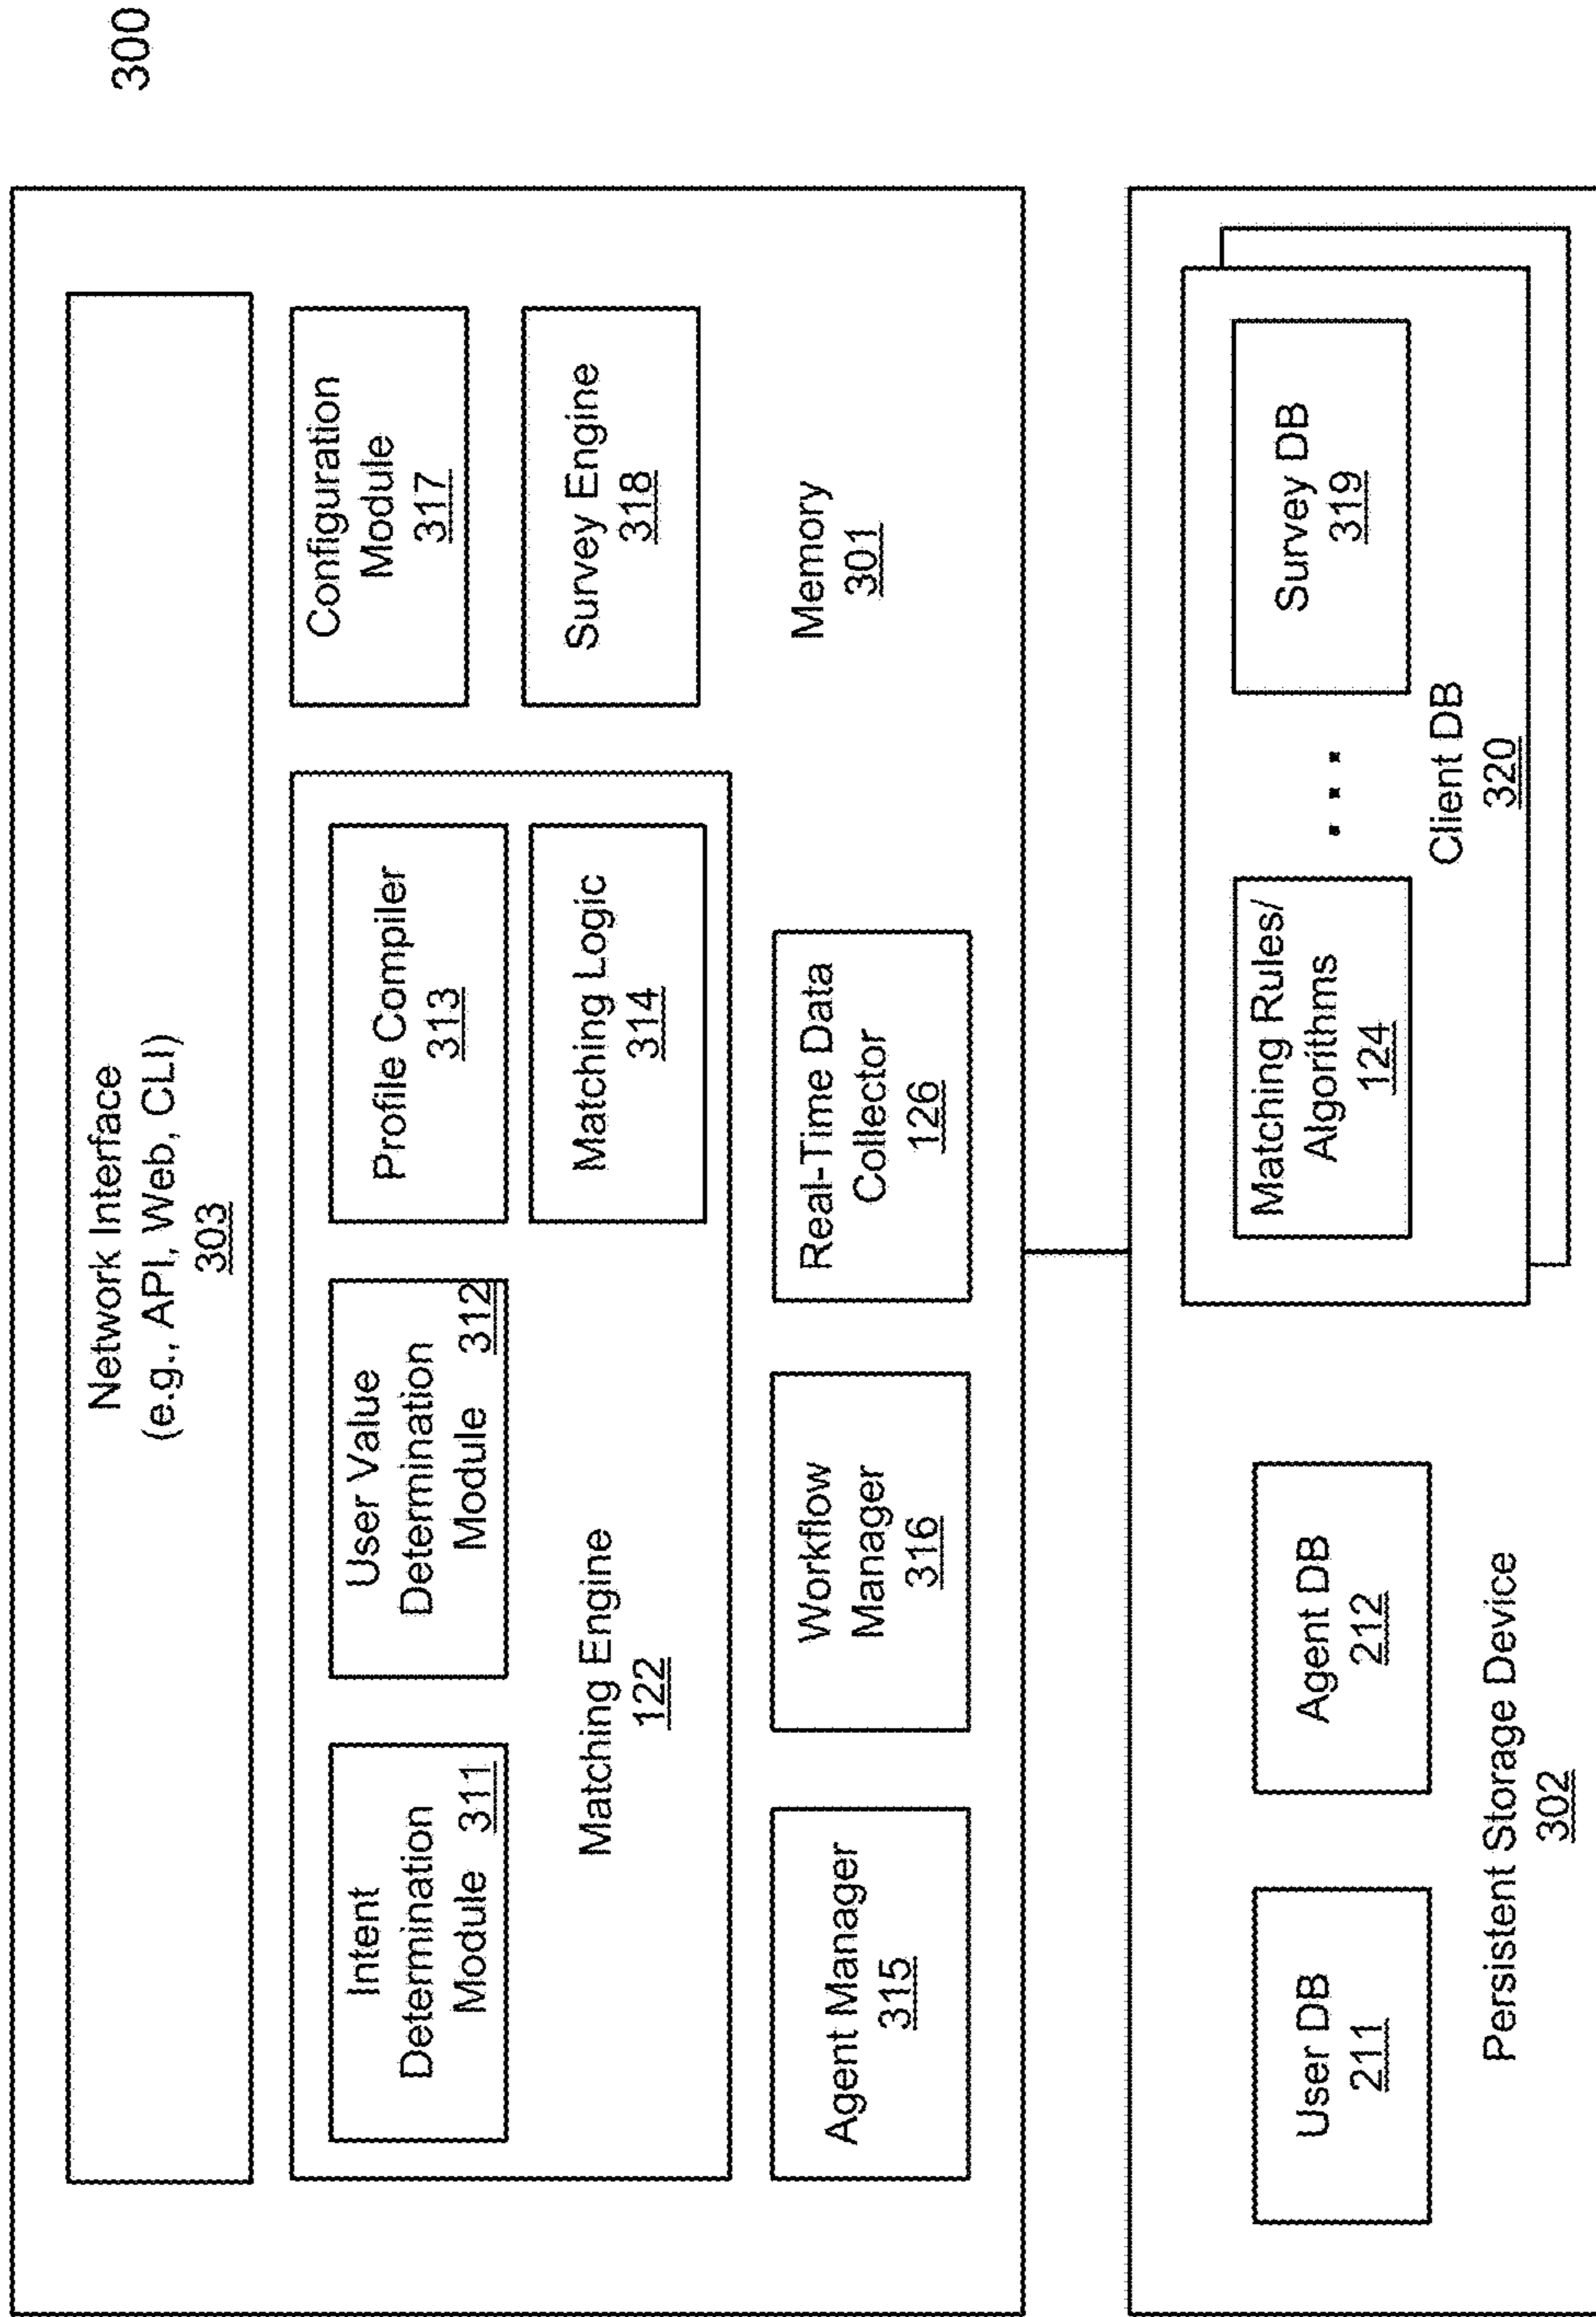 300
Network Interface
(e.g., API, Web, CLI)
303
Intent
Determination
Module 311
User Value
Determination
Module 312
Profile Compiler
313
Matching Logic
314
Matching Engine
122
Configuration
Module
317
Survey Engine
318
Agent Manager
315
Workflow
Manager
316
Real-Time Data
Collector
126
Memory
301
User DB
211
Agent DB
212
Persistent Storage Device
302
Matching Rules/
Algorithms
124
Survey DB
319
Client DB
320